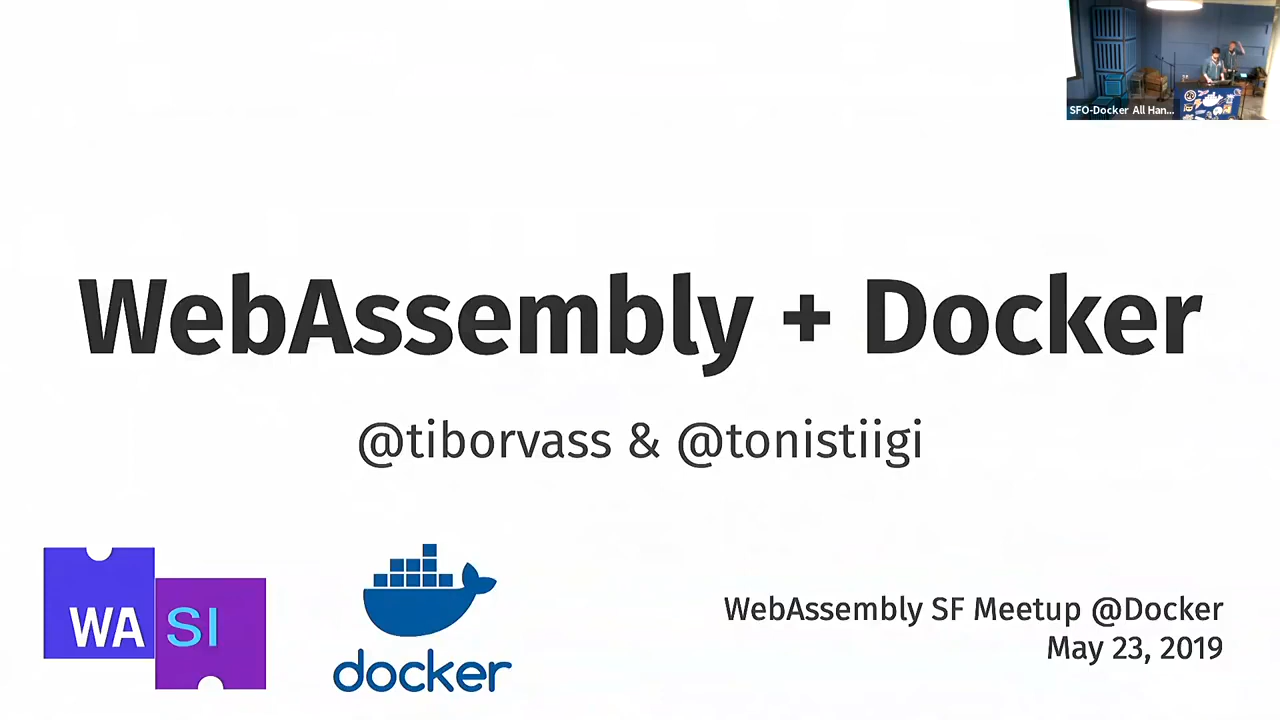 SFO-Docker All Han...
WebAssembly + Docker
@tiborvass & @tonistiigi
WA SI
docker
WebAssembly SF Meetup @Docker
May 23, 2019